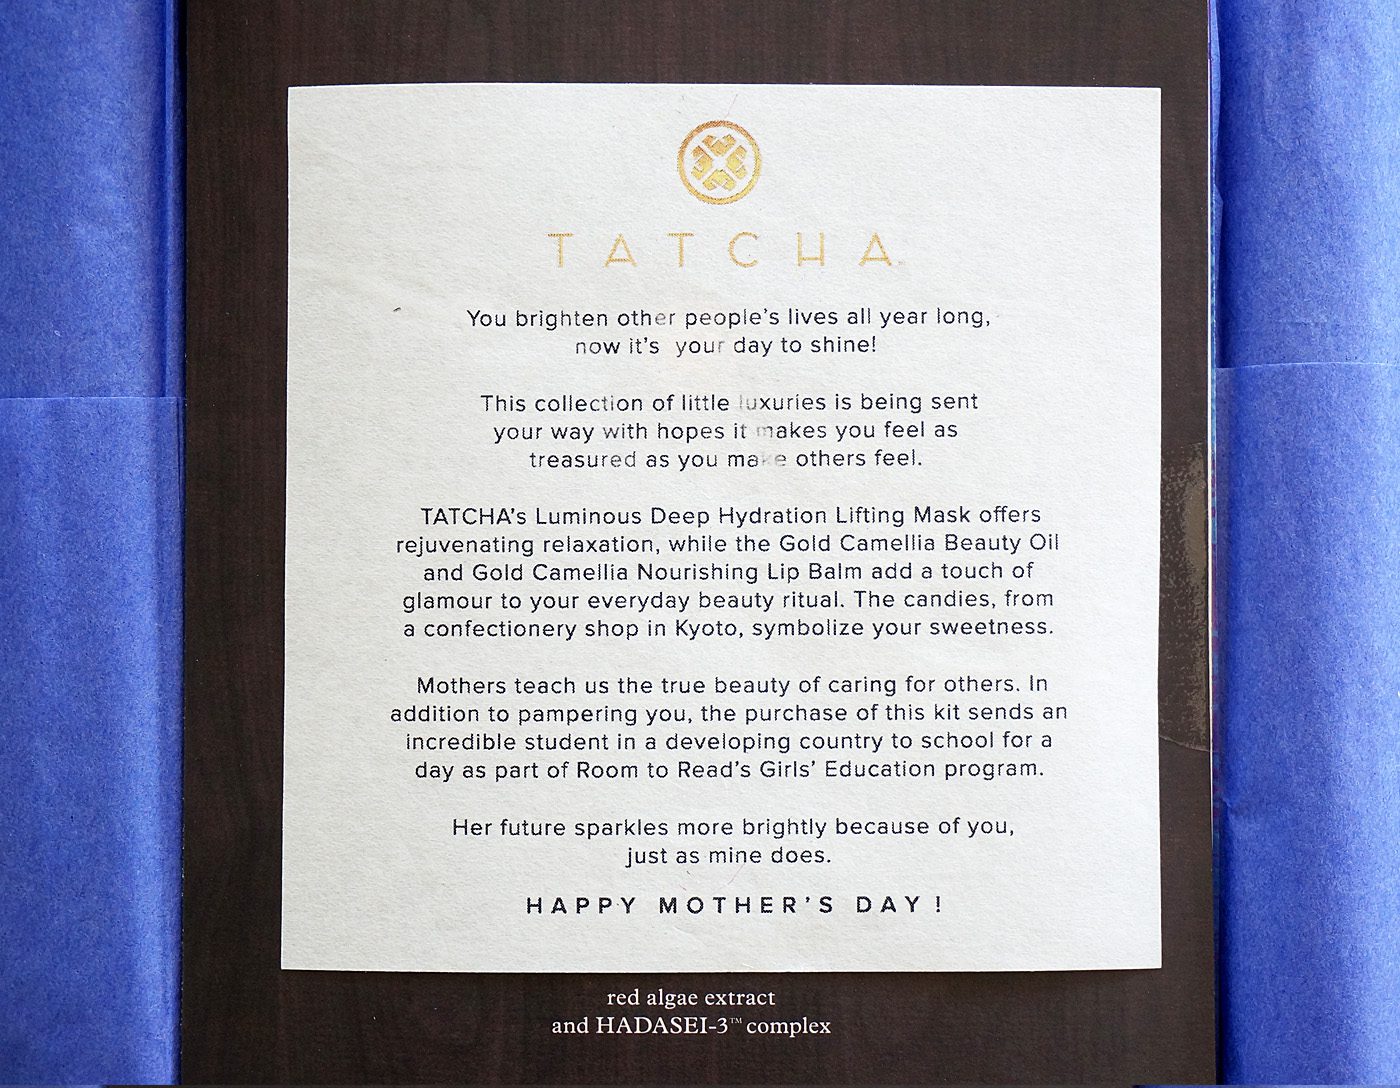 TATCHA
You brighten other people's lives all year long,
now it's your day to shine!
This collection of little luxuries is being sent
your way with hopes it makes you feel as
treasured as you make others feel.
TATCHA's Luminous Deep Hydration Lifting Mask offers
rejuvenating relaxation, while the Gold Camellia Beauty Oil
and Gold Camellia Nourishing Lip Balm add a touch of
glamour to your everyday beauty ritual. The candies, from
a confectionery shop in Kyoto, symbolize your sweetness.
Mothers teach us the true beauty of caring for others. In
addition to pampering you, the purchase of this kit sends an
incredible student in a developing country to school for a
day as part of Room to Read's Girls' Education program.
Her future sparkles more brightly because of you,
just as mine does.
HAPPY MOTHER'S DAY!
red algae extract
and HADASEI-3™ complex